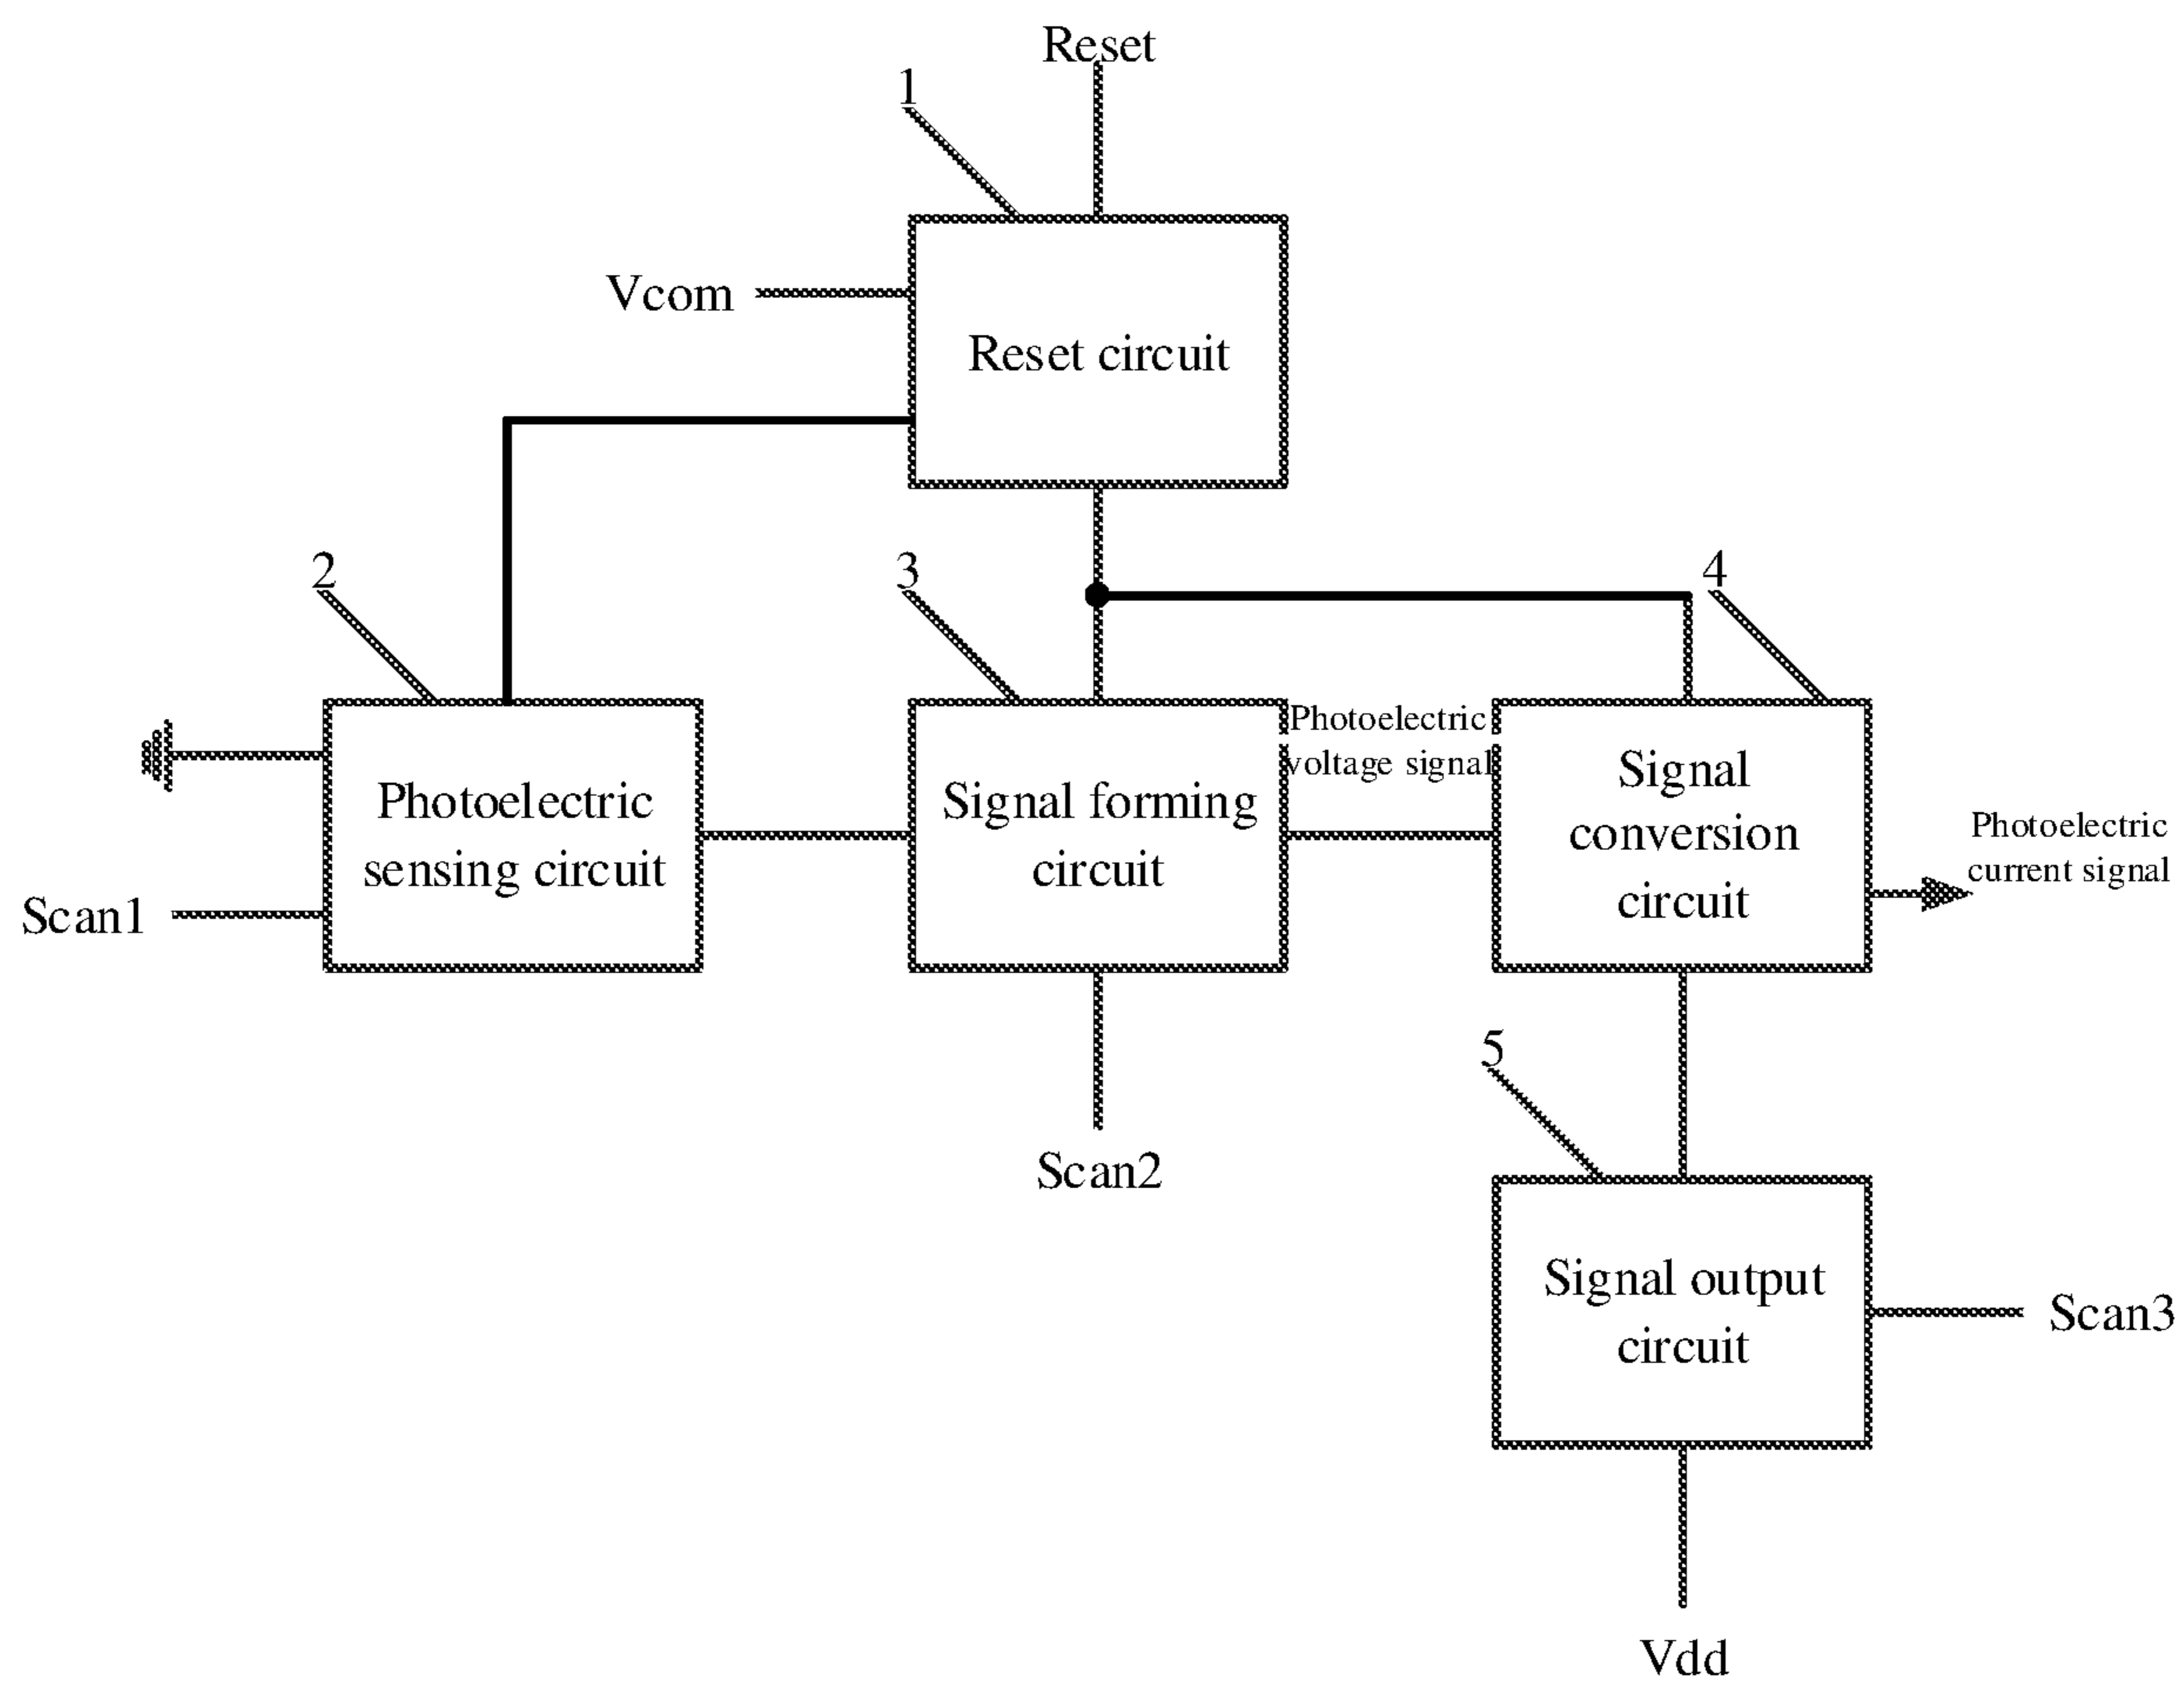 Reset
1
Vcom
Reset circuit
2
3
4
Photoelectric
voltage signal
Photoelectric
sensing circuit
Signal forming
circuit
Signal
conversion
circuit
Photoelectric
current signal
Scan1
5
Scan2
Signal output
circuit
Scan3
Vdd